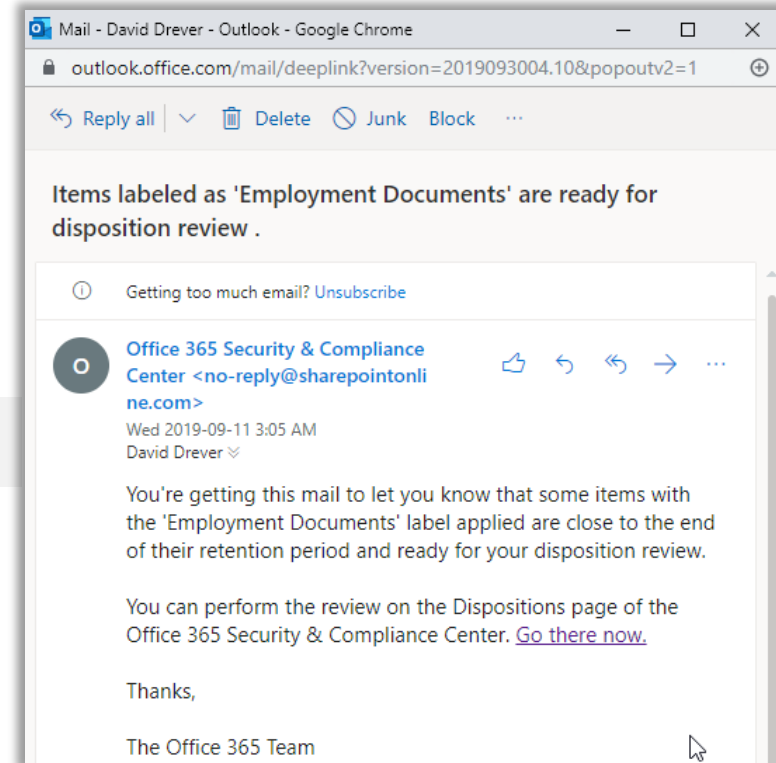 Mail - David Drever - Outlook - Google Chrome
outlook.office.com/mail/deeplink?version=2019093004.10&popoutv2=1
Reply all Delete Junk Block ...
Items labeled as 'Employment Documents' are ready for
disposition review .
Getting too much email? Unsubscribe
O
Office 365 Security & Compliance
Center <no-reply@sharepointonli
ne.com>
Wed 2019-09-11 3:05 AM
David Drever
You're getting this mail to let you know that some items with
the 'Employment Documents' label applied are close to the end
of their retention period and ready for your disposition review.
You can perform the review on the Dispositions page of the
Office 365 Security & Compliance Center. Go there now.
Thanks,
The Office 365 Team